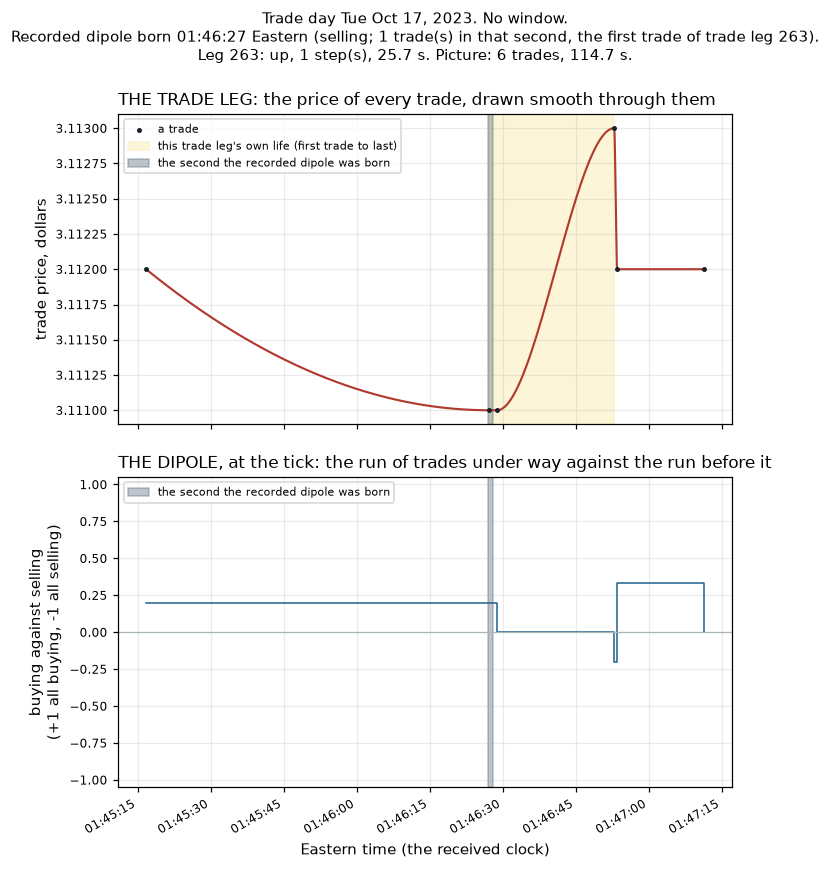 Trade day Tue Oct 17, 2023. No window.
Recorded dipole born 01:46:27 Eastern (selling; 1 trade(s) in that second, the first trade of trade leg 263).
Leg 263: up, 1 step(s), 25.7 s. Picture: 6 trades, 114.7 s.
THE TRADE LEG: the price of every trade, drawn smooth through them
a trade
this trade leg's own life (first trade to last)
the second the recorded dipole was born
trade price, dollars
3.11300
3.11275
3.11250
3.11225
3.11200
3.11175
3.11150
3.11125
3.11100
THE DIPOLE, at the tick: the run of trades under way against the run before it
the second the recorded dipole was born
buying against selling
(+1 all buying, -1 all selling)
1.00
0.75
0.50
0.25
0.00
−0.25
−0.50
−0.75
−1.00
01:45:15
01:45:30
01:45:45
01:46:00
01:46:15
01:46:30
01:46:45
01:47:00
01:47:15
Eastern time (the received clock)